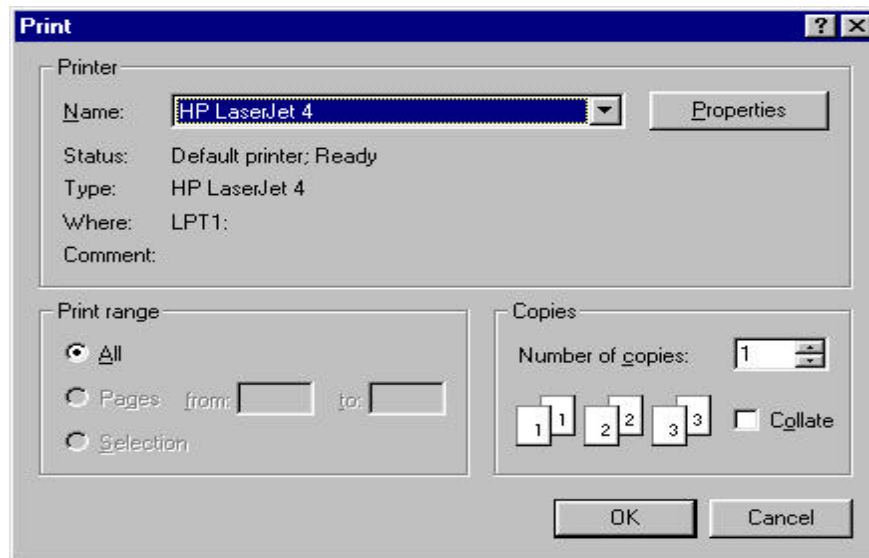 Print
Printer
Name: HP LaserJet 4 Properties
Status: Default printer; Ready
Type: HP LaserJet 4
Where: LPT1:
Comment:
Print range
All
Pages from: to:
Selection
Copies
Number of copies: 1
1 1 2 2 3 3 Collate
OK Cancel